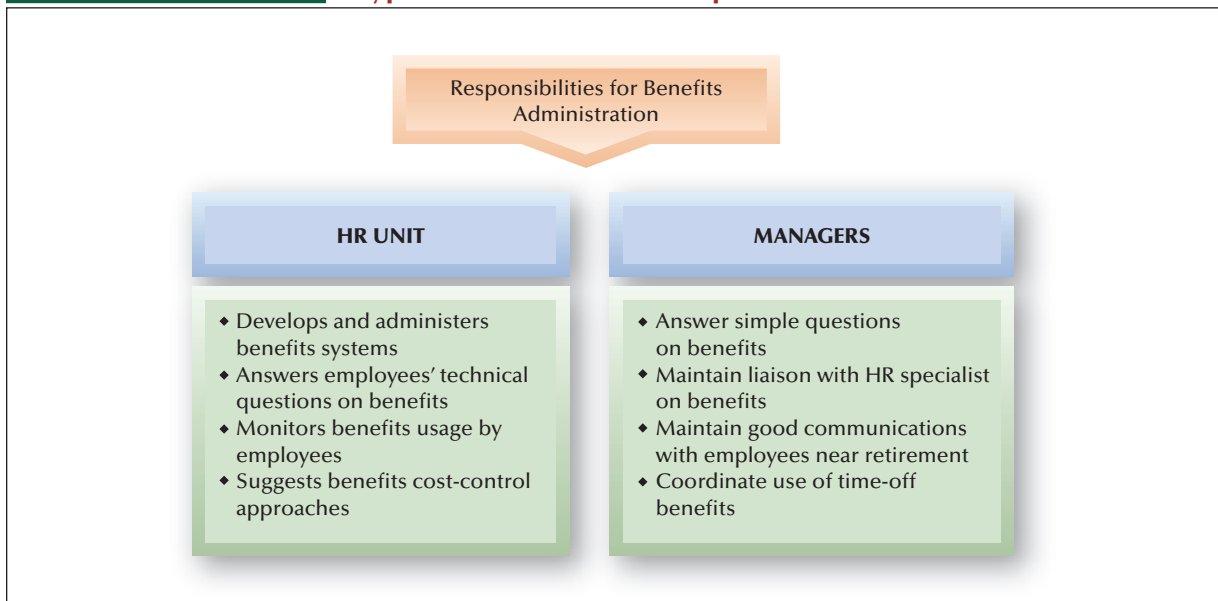 Responsibilities for Benefits
Administration
HR UNIT
◆ Develops and administers
benefits systems
◆ Answers employees’ technical
questions on benefits
◆ Monitors benefits usage by
employees
◆ Suggests benefits cost-control
approaches
MANAGERS
◆ Answer simple questions
on benefits
◆ Maintain liaison with HR specialist
on benefits
◆ Maintain good communications
with employees near retirement
◆ Coordinate use of time-off
benefits